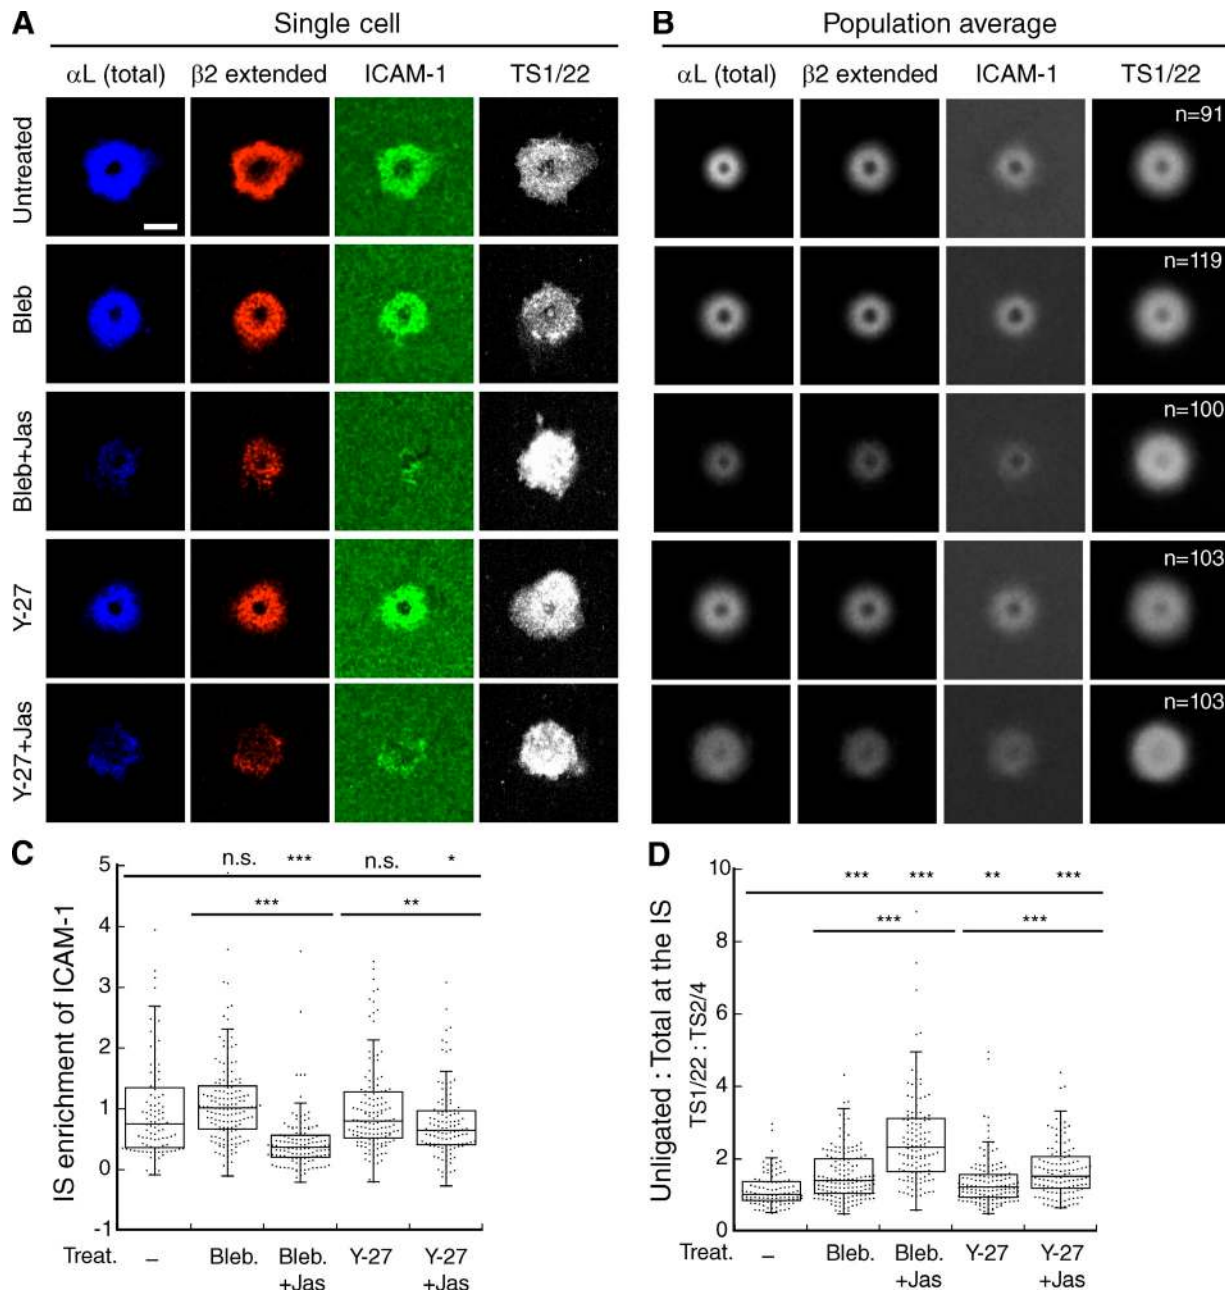 A Single cell
αL (total) β2 extended ICAM-1 TS1/22
Untreated
Bleb
Bleb+Jas
Y-27
Y-27+Jas
B Population average
αL (total) β2 extended ICAM-1 TS1/22
n=91
n=119
n=100
n=103
n=103
C
IS enrichment of ICAM-1
n.s. *** n.s. *
*** **
5
4
3
2
1
0
-1
Treat. – Bleb. Bleb. +Jas Y-27 Y-27 +Jas
D
Unligated : Total at the IS
TS1/22 : TS2/4
*** *** ** ***
*** ***
10
8
6
4
2
0
Treat. – Bleb. Bleb. +Jas Y-27 Y-27 +Jas